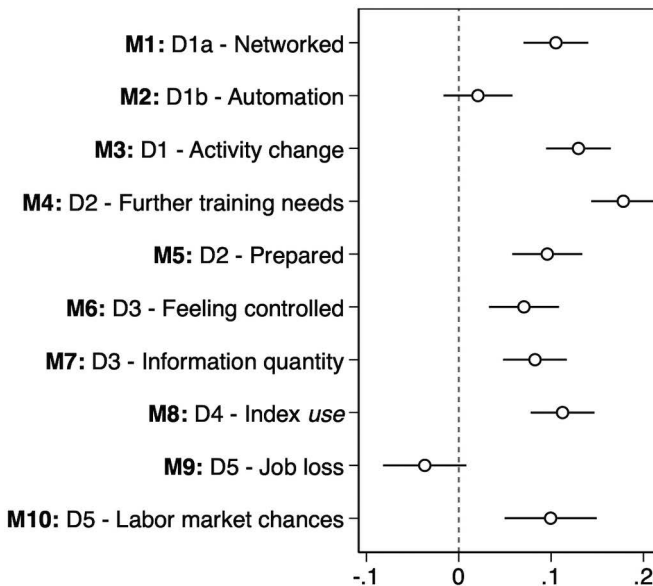 M1: D1a - Networked
M2: D1b - Automation
M3: D1 - Activity change
M4: D2 - Further training needs
M5: D2 - Prepared
M6: D3 - Feeling controlled
M7: D3 - Information quantity
M8: D4 - Index use
M9: D5 - Job loss
M10: D5 - Labor market chances
-.1 0 .1 .2